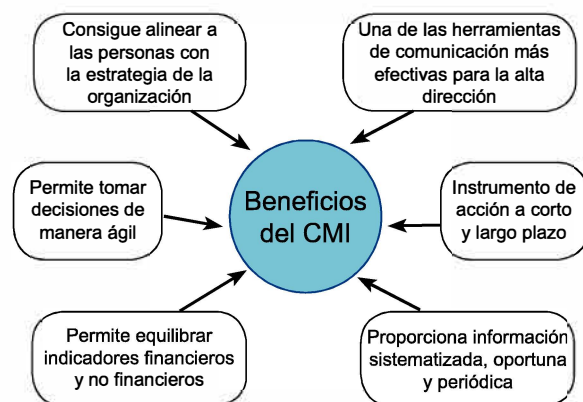 Consigue alinear a
las personas con
la estrategia de la
organización
Una de las herramientas
de comunicación más
efectivas para la alta
dirección
Permite tomar
decisiones de
manera ágil
Beneficios
del CMI
Instrumento de
acción a corto
y largo plazo
Permite equilibrar
indicadores financieros
y no financieros
Proporciona información
sistematizada, oportuna
y periódica